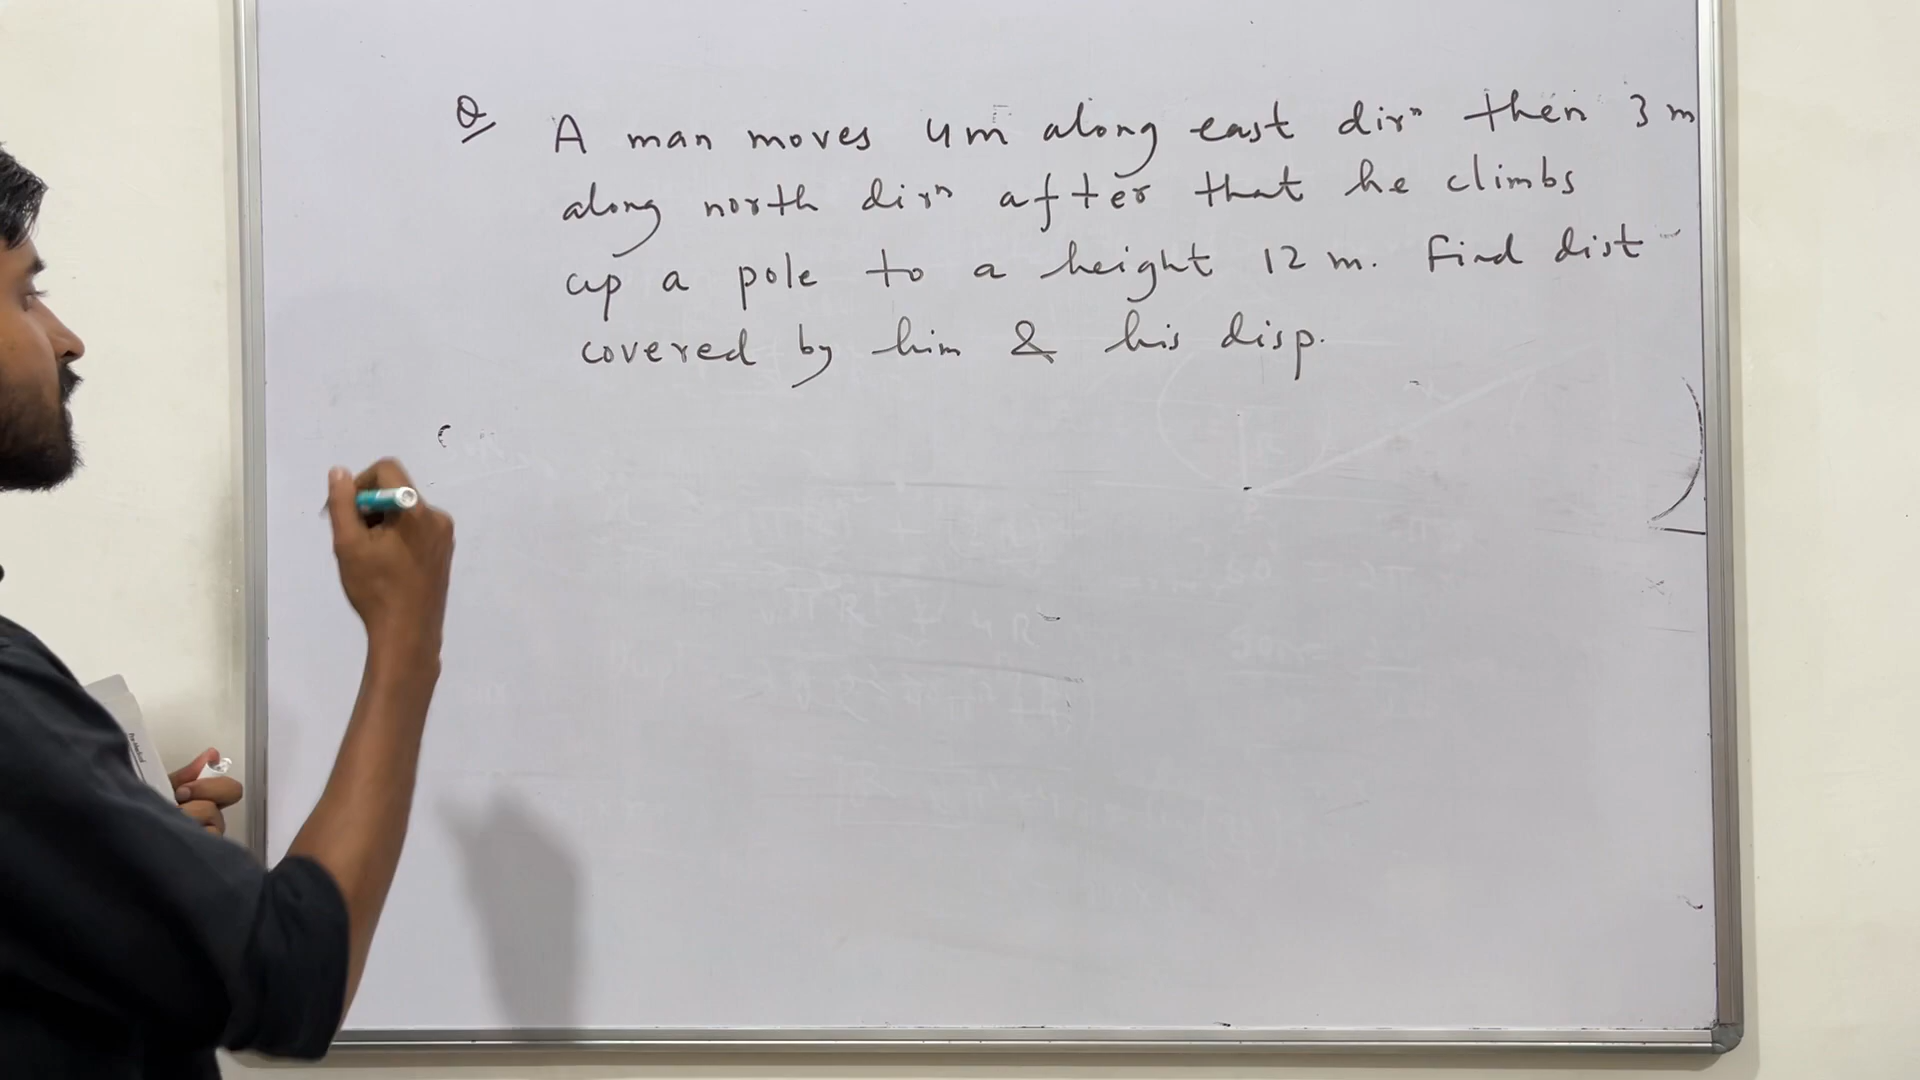 Q A man moves 4m along east dirⁿ then 3 m
along north dirⁿ after that he climbs
up a pole to a height 12 m. Find dist
covered by him & his disp.